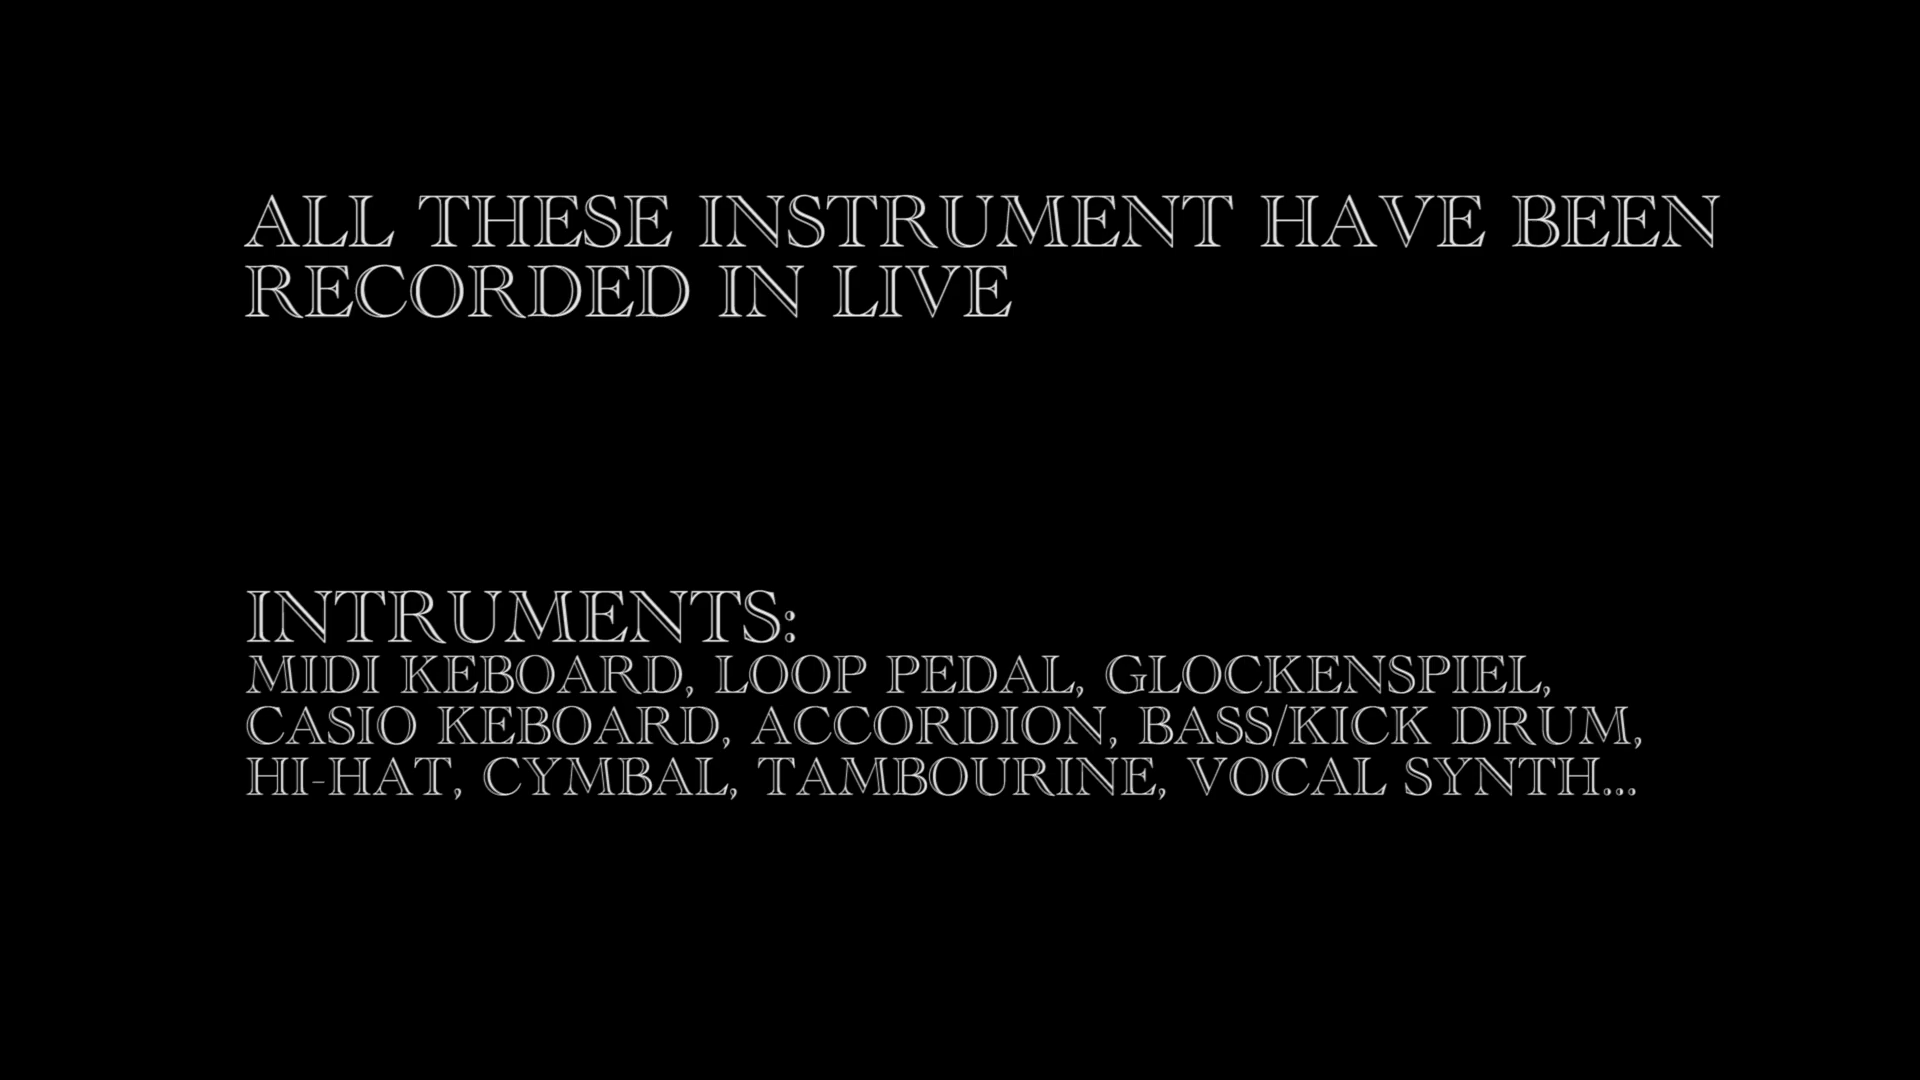 ALL THESE INSTRUMENT HAVE BEEN
RECORDED IN LIVE
INTRUMENTS:
MIDI KEBOARD, LOOP PEDAL, GLOCKENSPIEL,
CASIO KEBOARD, ACCORDION, BASS/KICK DRUM,
HI-HAT, CYMBAL, TAMBOURINE, VOCAL SYNTH...